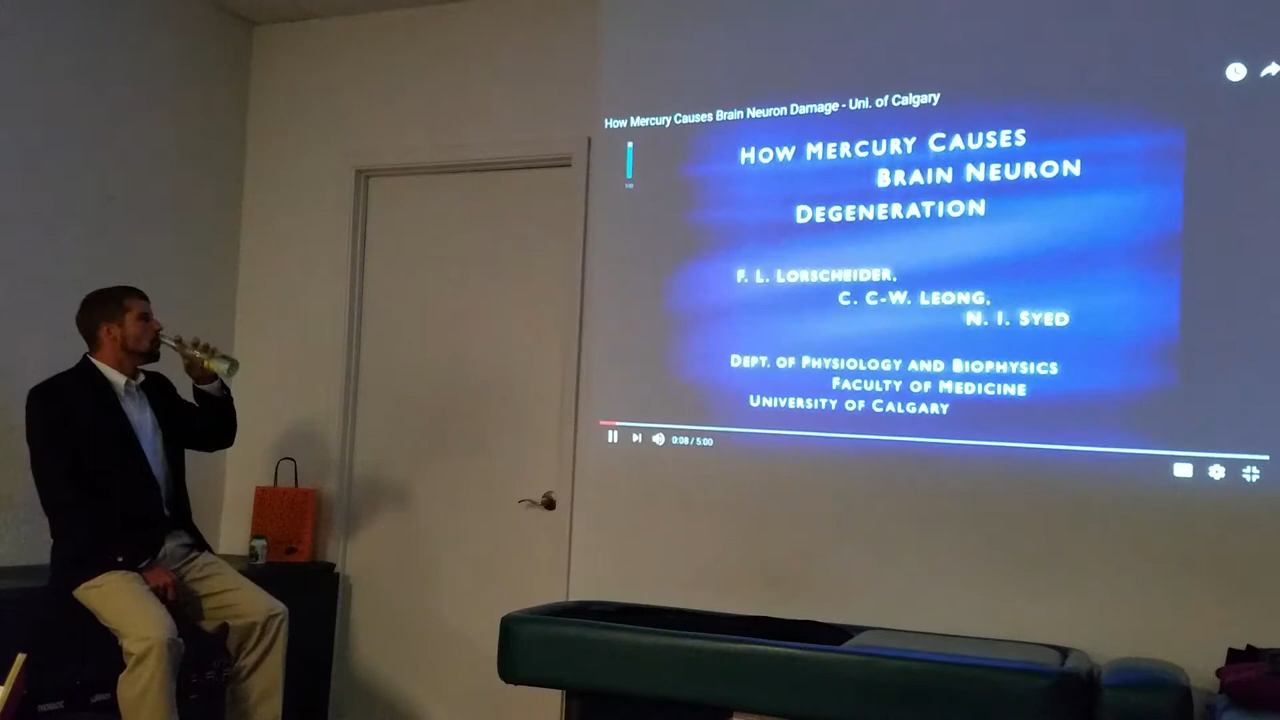 How Mercury Causes Brain Neuron Damage - Uni. of Calgary
HOW MERCURY CAUSES
BRAIN NEURON
DEGENERATION
F. L. LORSCHEIDER,
C. C-W. LEONG,
N. I. SYED
DEPT. OF PHYSIOLOGY AND BIOPHYSICS
FACULTY OF MEDICINE
UNIVERSITY OF CALGARY
0:08 / 5:00
THORACIC